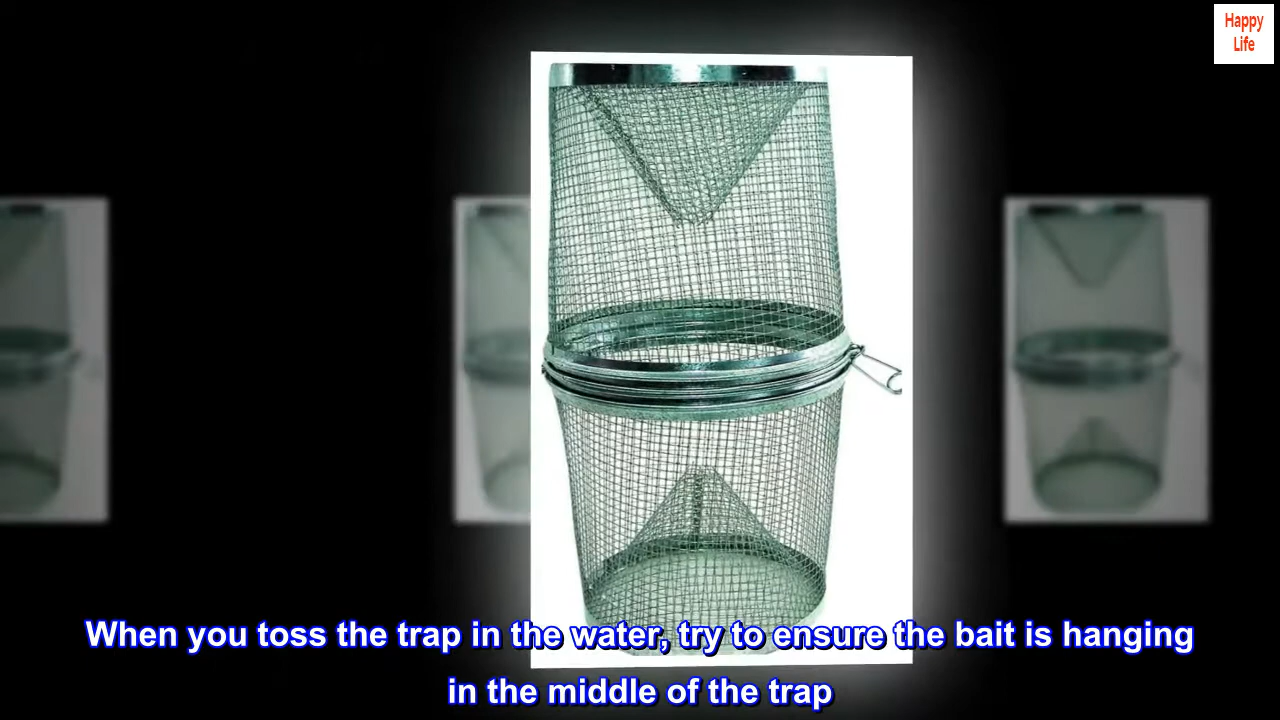 Happy
Life
When you toss the trap in the water, try to ensure the bait is hanging
in the middle of the trap